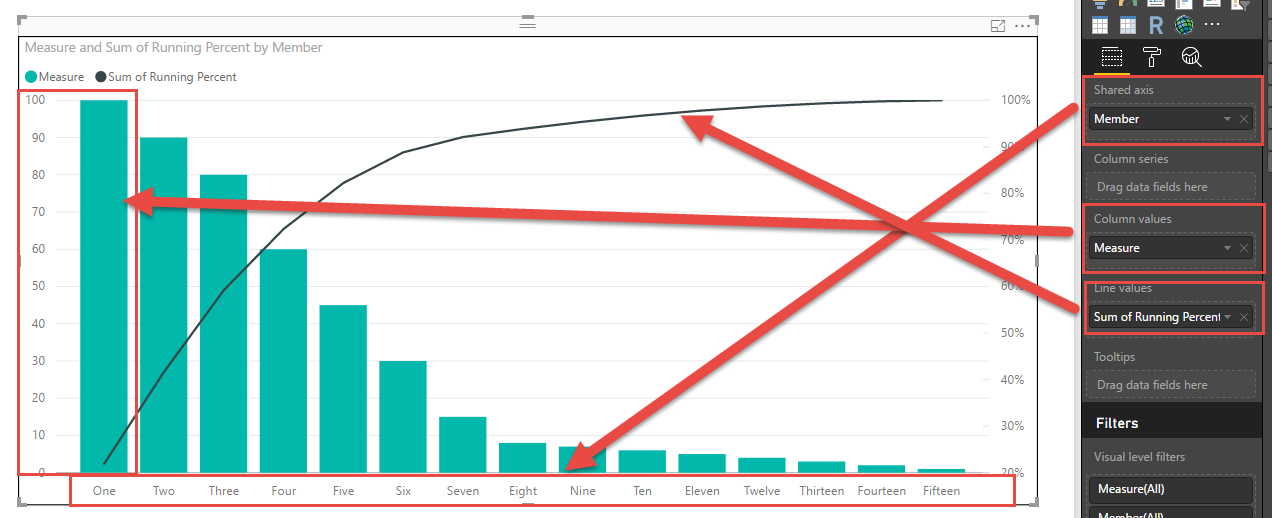 Measure and Sum of Running Percent by Member
Measure Sum of Running Percent
100
90
80
70
60
50
40
30
20
10
0
100%
90%
80%
70%
60%
50%
40%
30%
20%
One Two Three Four Five Six Seven Eight Nine Ten Eleven Twelve Thirteen Fourteen Fifteen
R
Shared axis
Member
Column series
Drag data fields here
Column values
Measure
Line values
Sum of Running Percent
Tooltips
Drag data fields here
Filters
Visual level filters
Measure(All)
Member(All)